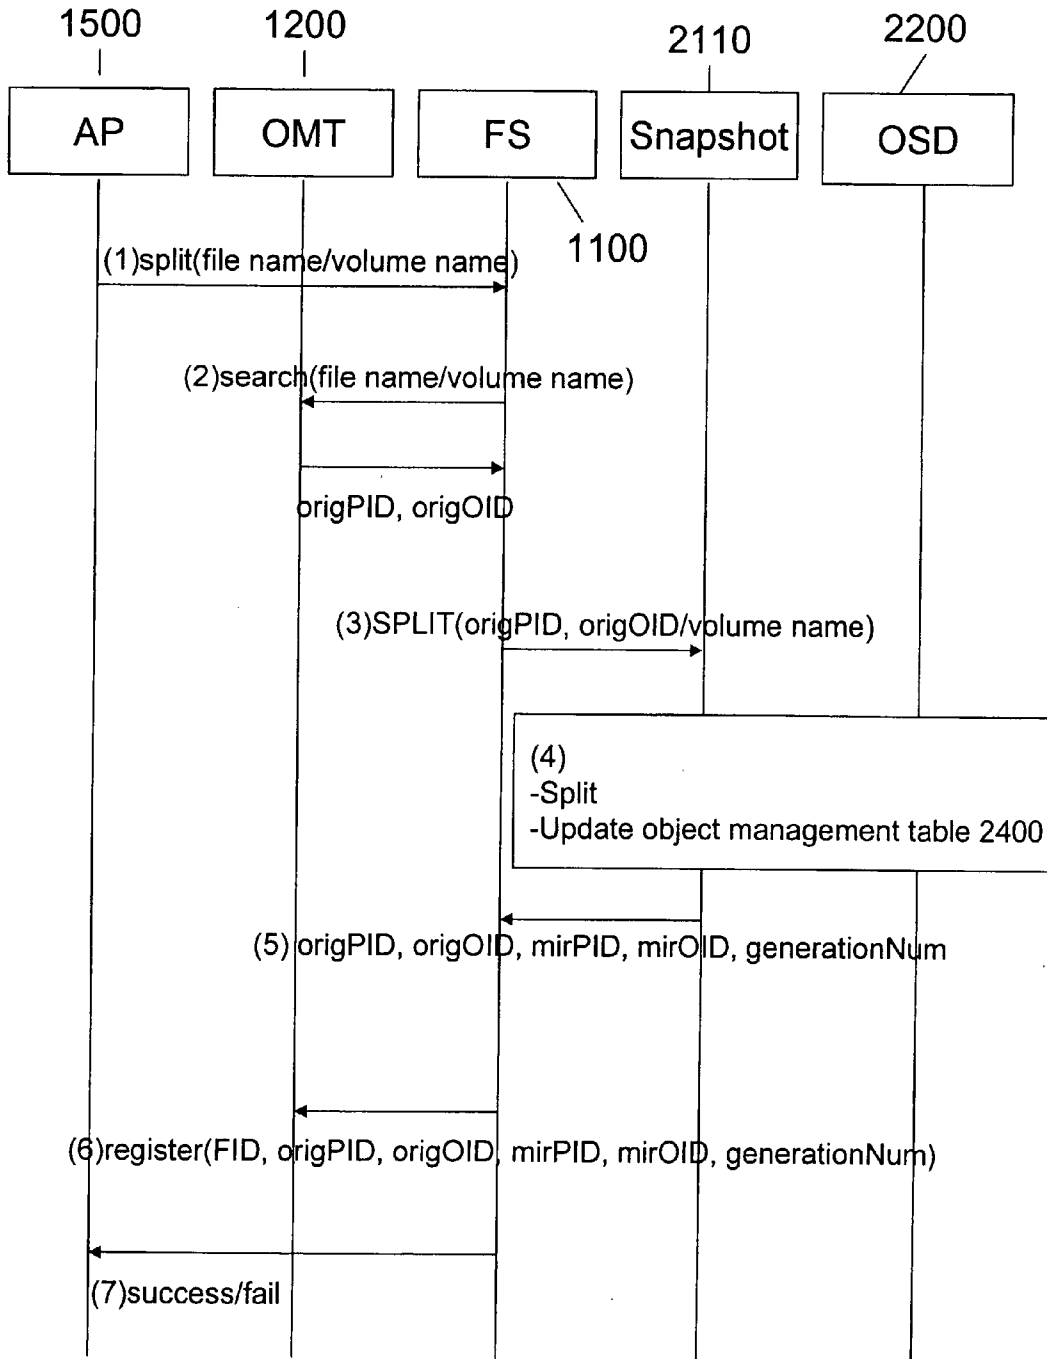 1500 1200 2110 2200
AP OMT FS Snapshot OSD
1100
(1)split(file name/volume name)
(2)search(file name/volume name)
origPID, origOID
(3)SPLIT(origPID, origOID/volume name)
(4)
-Split
-Update object management table 2400
(5) origPID, origOID, mirPID, mirOID, generationNum
(6)register(FID, origPID, origOID, mirPID, mirOID, generationNum)
(7)success/fail